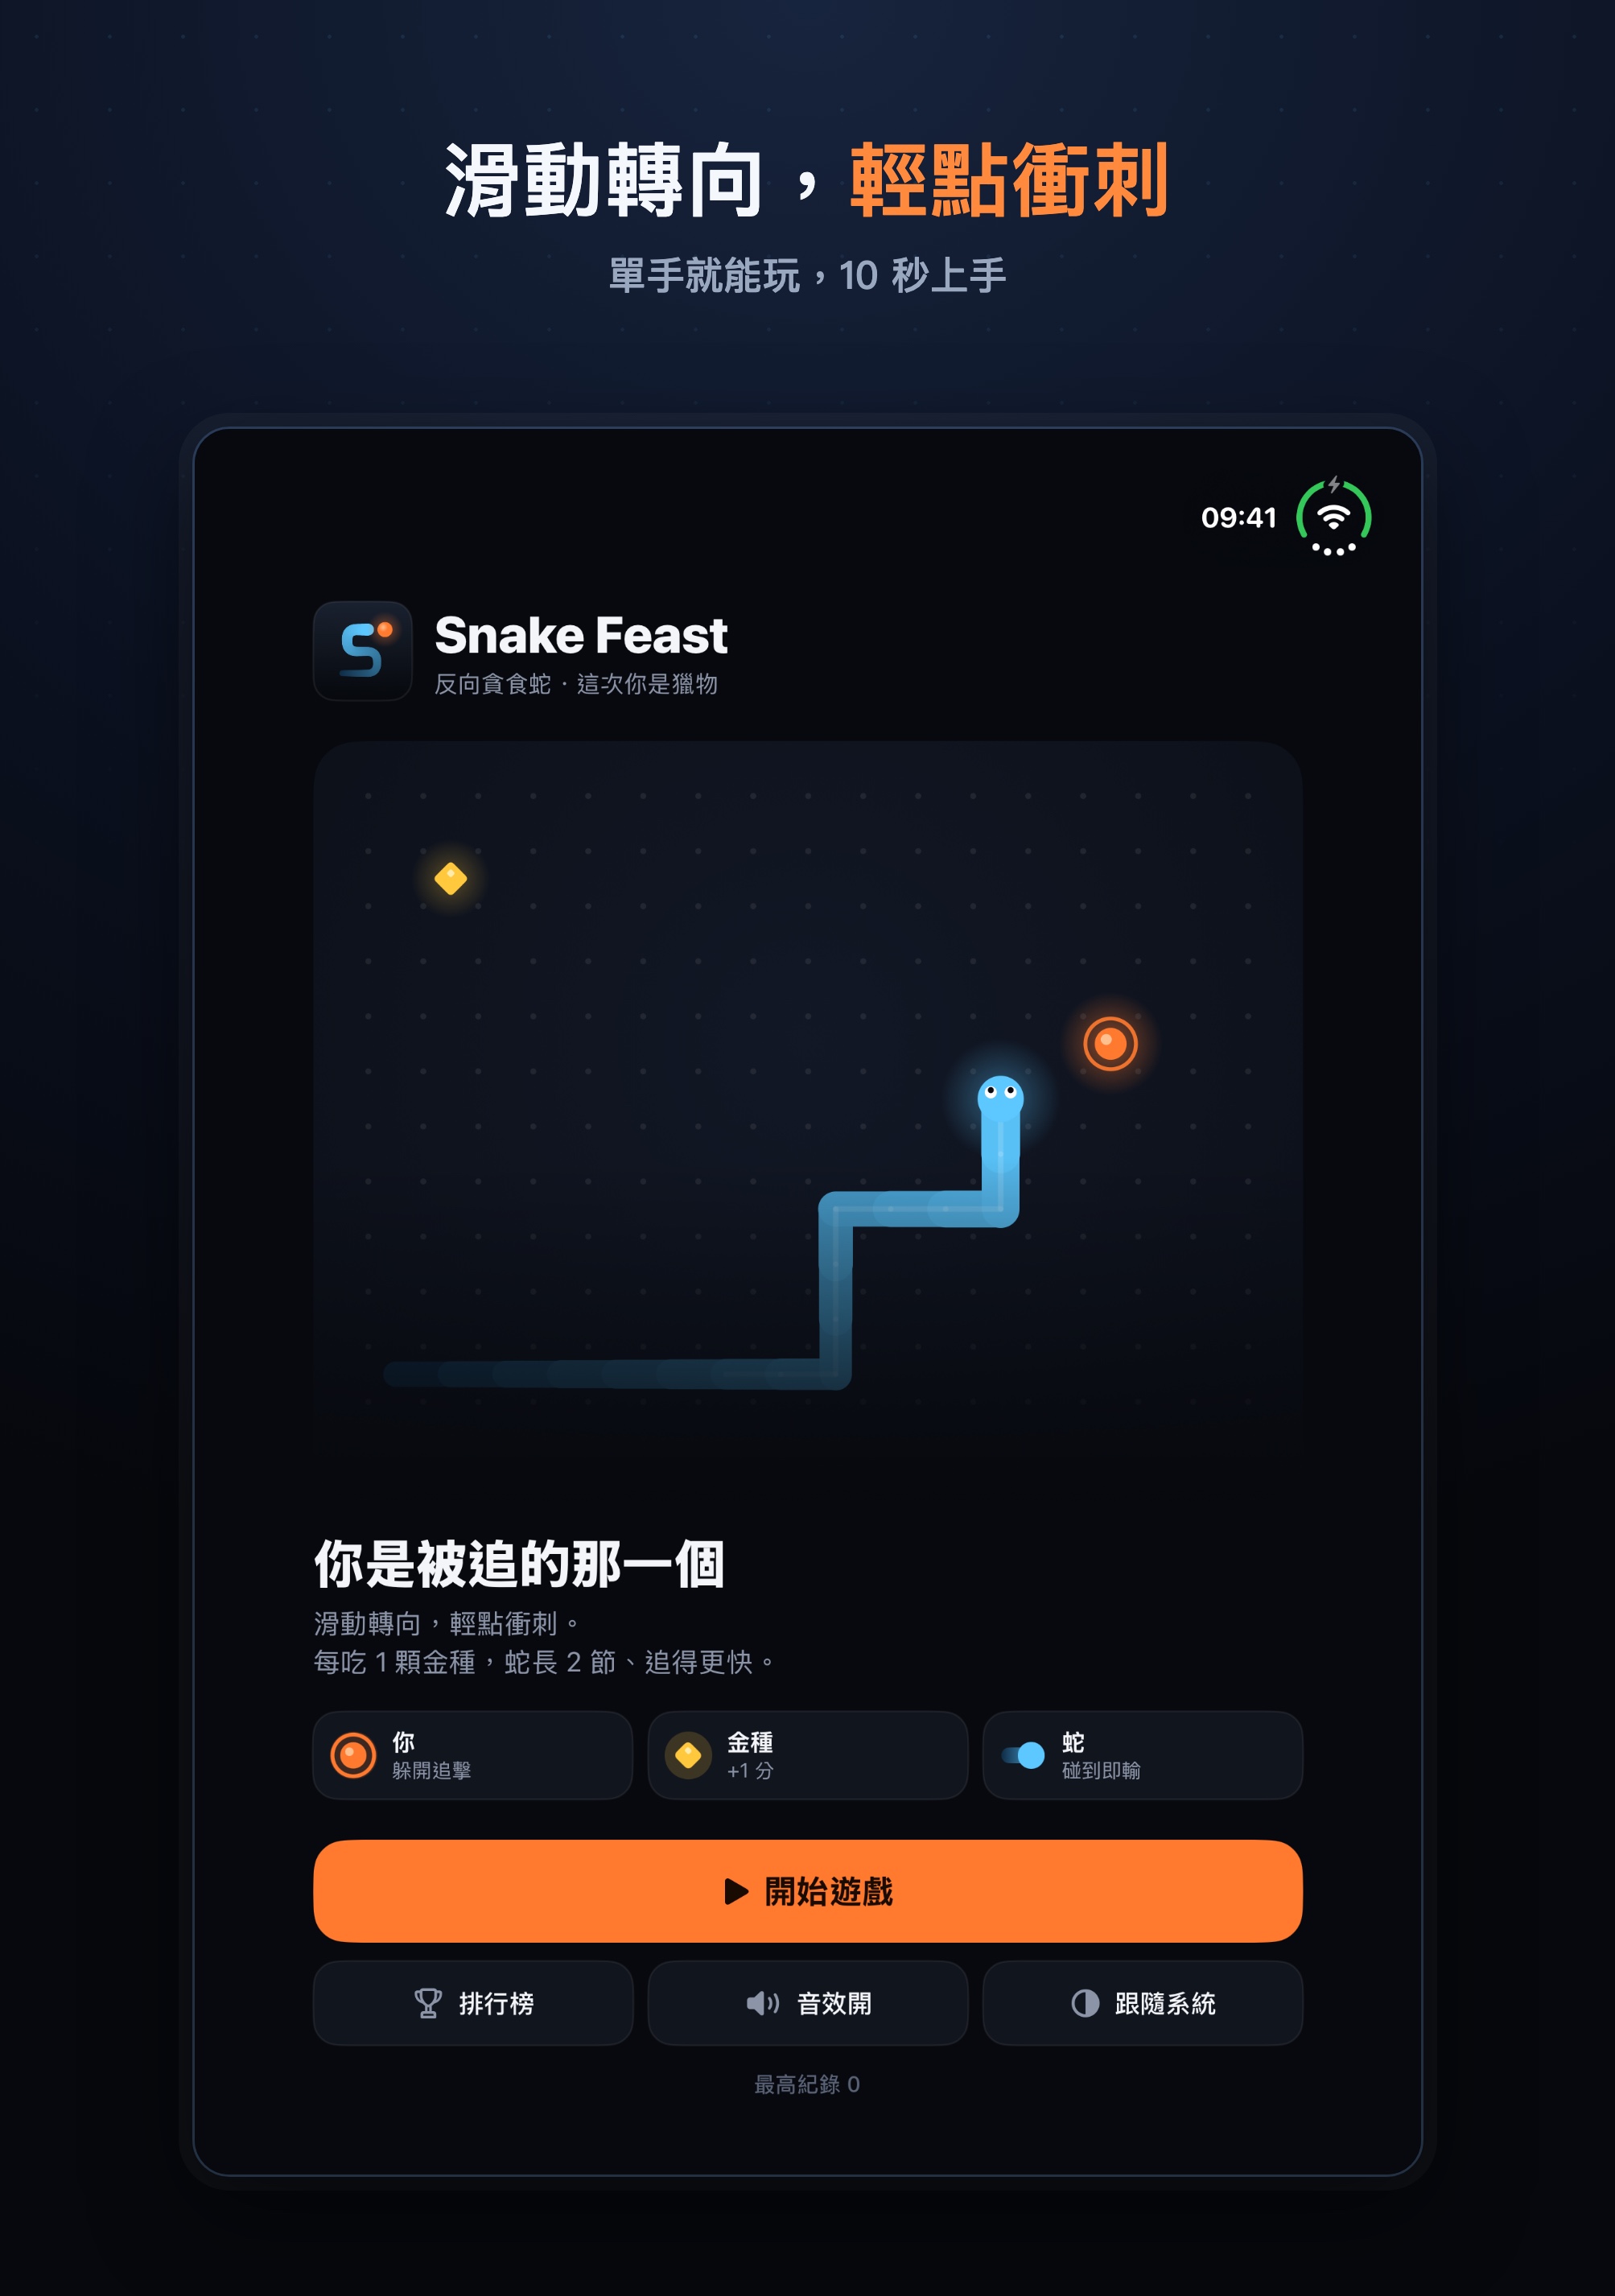 滑動轉向，輕點衝刺
單手就能玩，10 秒上手
09:41
Snake Feast
反向貪食蛇 · 這次你是獵物
你是被追的那一個
滑動轉向，輕點衝刺。
每吃 1 顆金種，蛇長 2 節、追得更快。
你
躲開追擊
金種
+1 分
蛇
碰到即輸
開始遊戲
排行榜
音效開
跟隨系統
最高紀錄 0